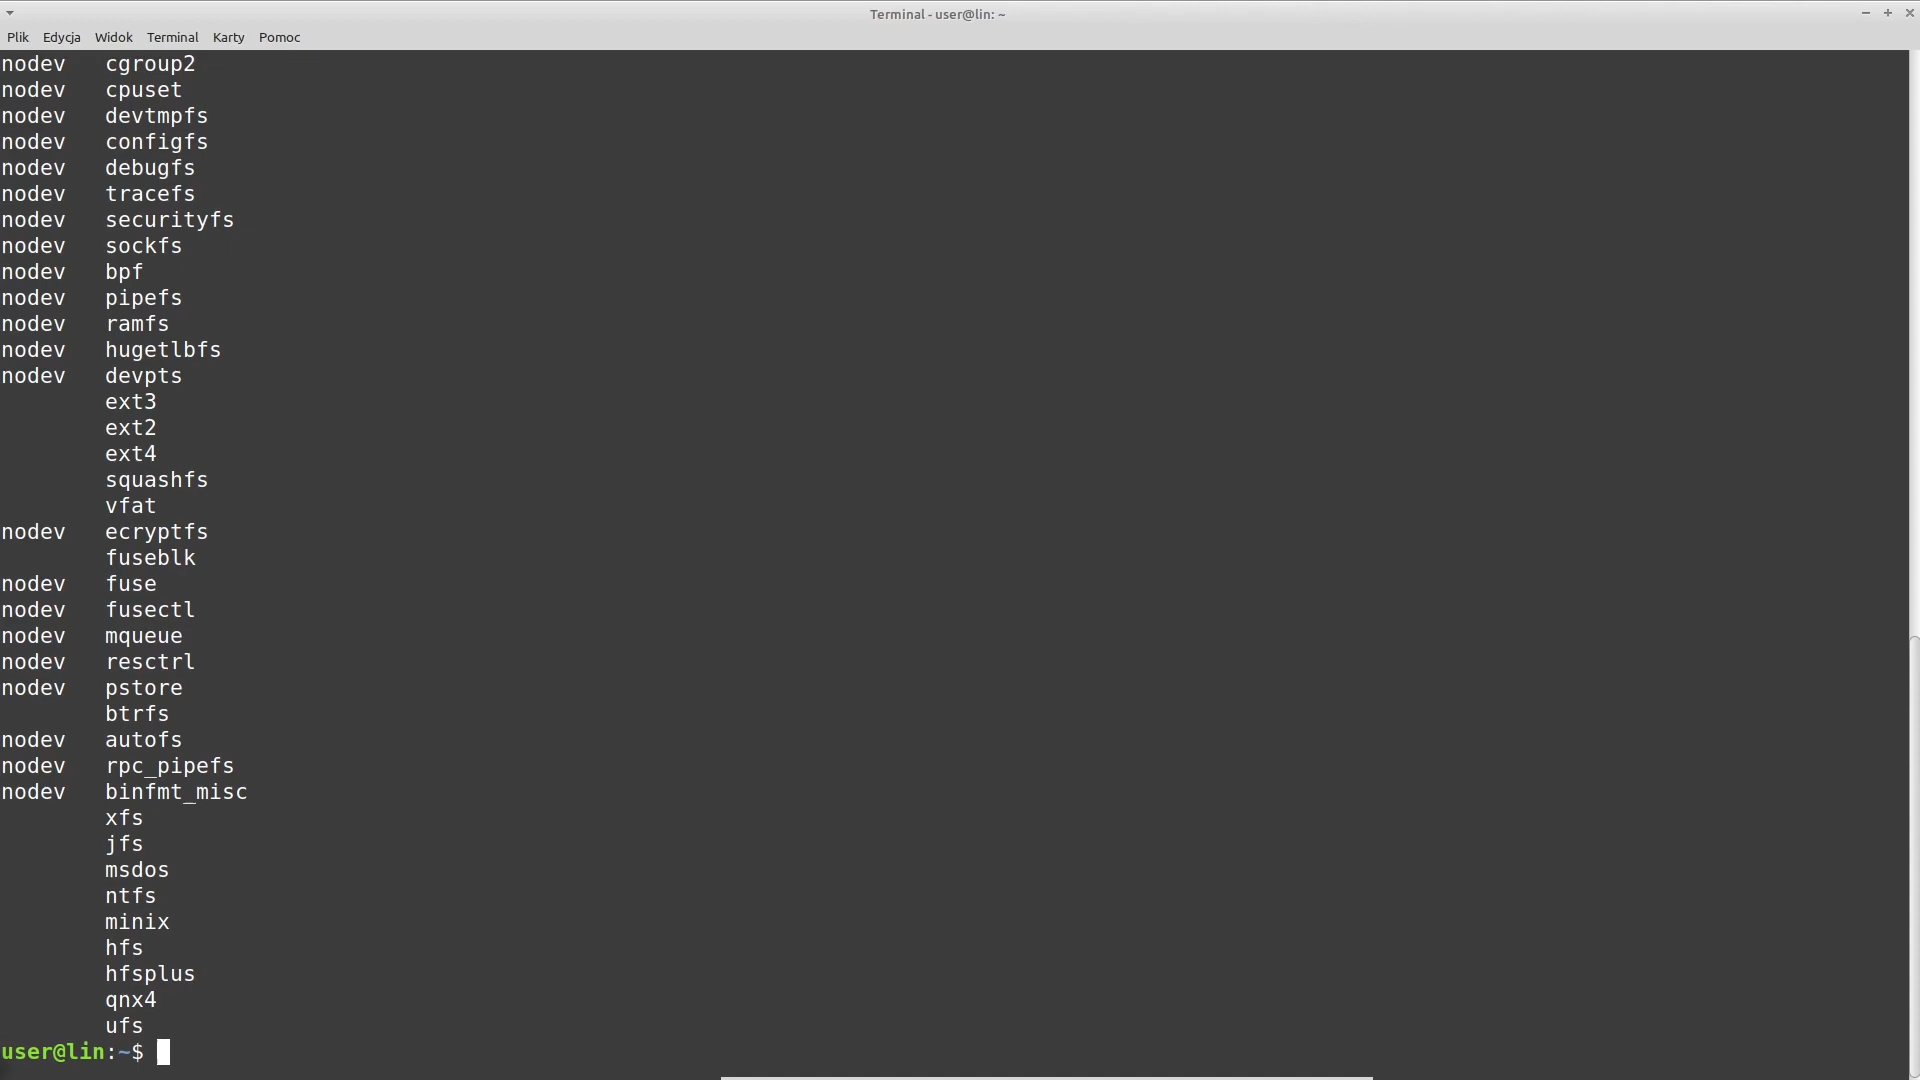 Terminal - user@lin: ~
Plik Edycja Widok Terminal Karty Pomoc
nodev cgroup2
nodev cpuset
nodev devtmpfs
nodev configfs
nodev debugfs
nodev tracefs
nodev securityfs
nodev sockfs
nodev bpf
nodev pipefs
nodev ramfs
nodev hugetlbfs
nodev devpts
ext3
ext2
ext4
squashfs
vfat
nodev ecryptfs
fuseblk
nodev fuse
nodev fusectl
nodev mqueue
nodev resctrl
nodev pstore
btrfs
nodev autofs
nodev rpc_pipefs
nodev binfmt_misc
xfs
jfs
msdos
ntfs
minix
hfs
hfsplus
qnx4
ufs
user@lin:~$